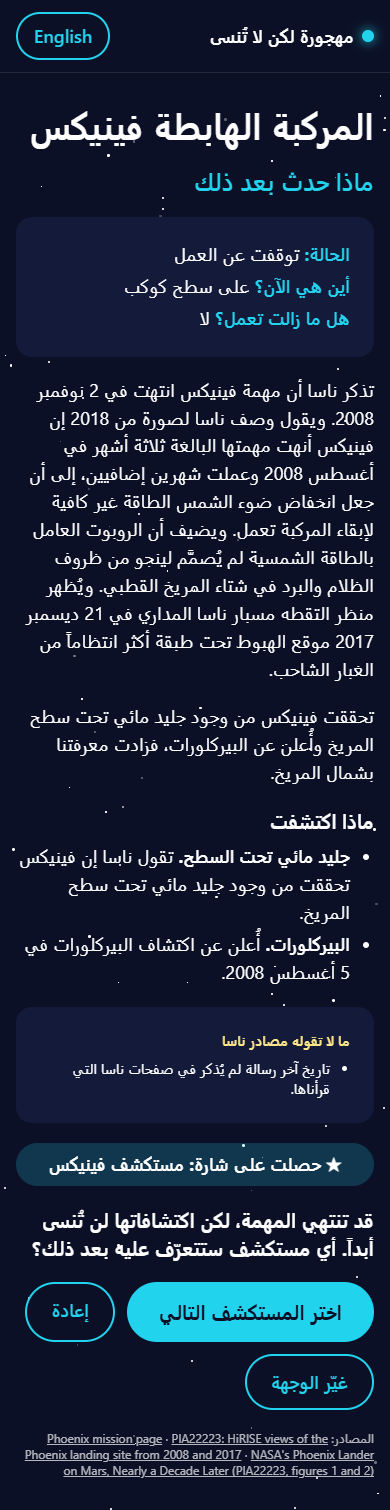 مهجورة لكن لا تُنسى
English
المركبة الهابطة فينيكس
ماذا حدث بعد ذلك
الحالة: توقفت عن العمل
أين هي الآن؟ على سطح كوكب
هل ما زالت تعمل؟ لا
تذكر ناسا أن مهمة فينيكس انتهت في 2 نوفمبر
2008. ويقول وصف ناسا لصورة من 2018 إن
فينيكس أنهت مهمتها البالغة ثلاثة أشهر في
أغسطس 2008 وعملت شهرين إضافيين، إلى أن
جعل انخفاض ضوء الشمس الطاقة غير كافية
لإبقاء المركبة تعمل. ويضيف أن الروبوت العامل
بالطاقة الشمسية لم يُصمَّم لينجو من ظروف
الظلام والبرد في شتاء المريخ القطبي. ويُظهر
منظر التقطه مسبار ناسا المداري في 21 ديسمبر
2017 موقع الهبوط تحت طبقة أكثر انتظاماً من
الغبار الشاحب.
تحققت فينيكس من وجود جليد مائي تحت سطح
المريخ وأُعلن عن البيركلورات، فزادت معرفتنا
بشمال المريخ.
ماذا اكتشفت
• جليد مائي تحت السطح. تقول ناسا إن فينيكس
تحققت من وجود جليد مائي تحت سطح
المريخ.
• البيركلورات. أُعلن عن اكتشاف البيركلورات في
5 أغسطس 2008.
ما لا تقوله مصادر ناسا
• تاريخ آخر رسالة لم يُذكر في صفحات ناسا التي
قرأناها.
★ حصلت على شارة: مستكشف فينيكس
قد تنتهي المهمة، لكن اكتشافاتها لن تُنسى
أبداً. أي مستكشف ستتعرّف عليه بعد ذلك؟
اختر المستكشف التالي
إعادة
غيّر الوجهة
المصادر: Phoenix mission page · PIA22223: HiRISE views of the
Phoenix landing site from 2008 and 2017 · NASA's Phoenix Lander
on Mars, Nearly a Decade Later (PIA22223, figures 1 and 2)